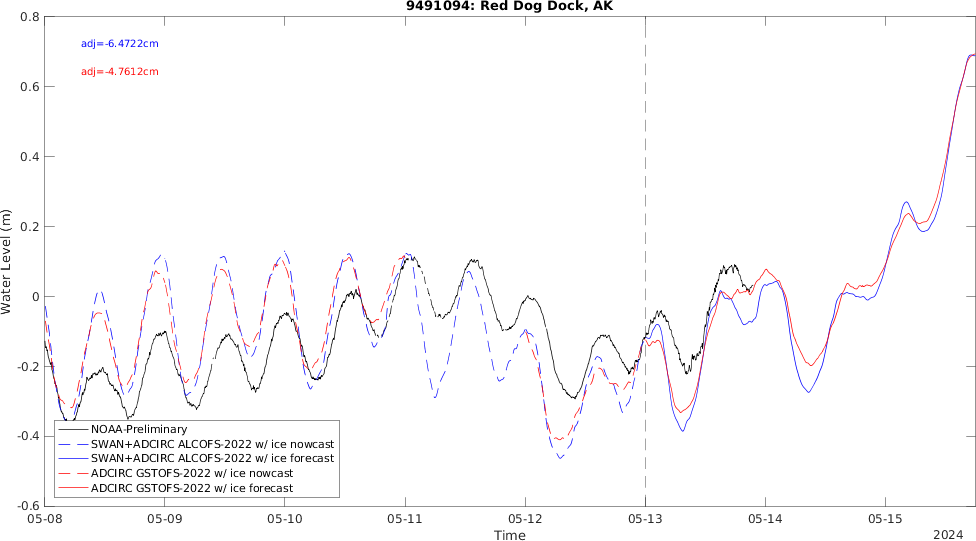 9491094: Red Dog Dock, AK
adj=-6.4722cm
adj=-4.7612cm
Water Level (m)
0.8
0.6
0.4
0.2
0
-0.2
-0.4
-0.6
NOAA-Preliminary
SWAN+ADCIRC ALCOFS-2022 w/ ice nowcast
SWAN+ADCIRC ALCOFS-2022 w/ ice forecast
ADCIRC GSTOFS-2022 w/ ice nowcast
ADCIRC GSTOFS-2022 w/ ice forecast
05-08 05-09 05-10 05-11 05-12 05-13 05-14 05-15
Time
2024